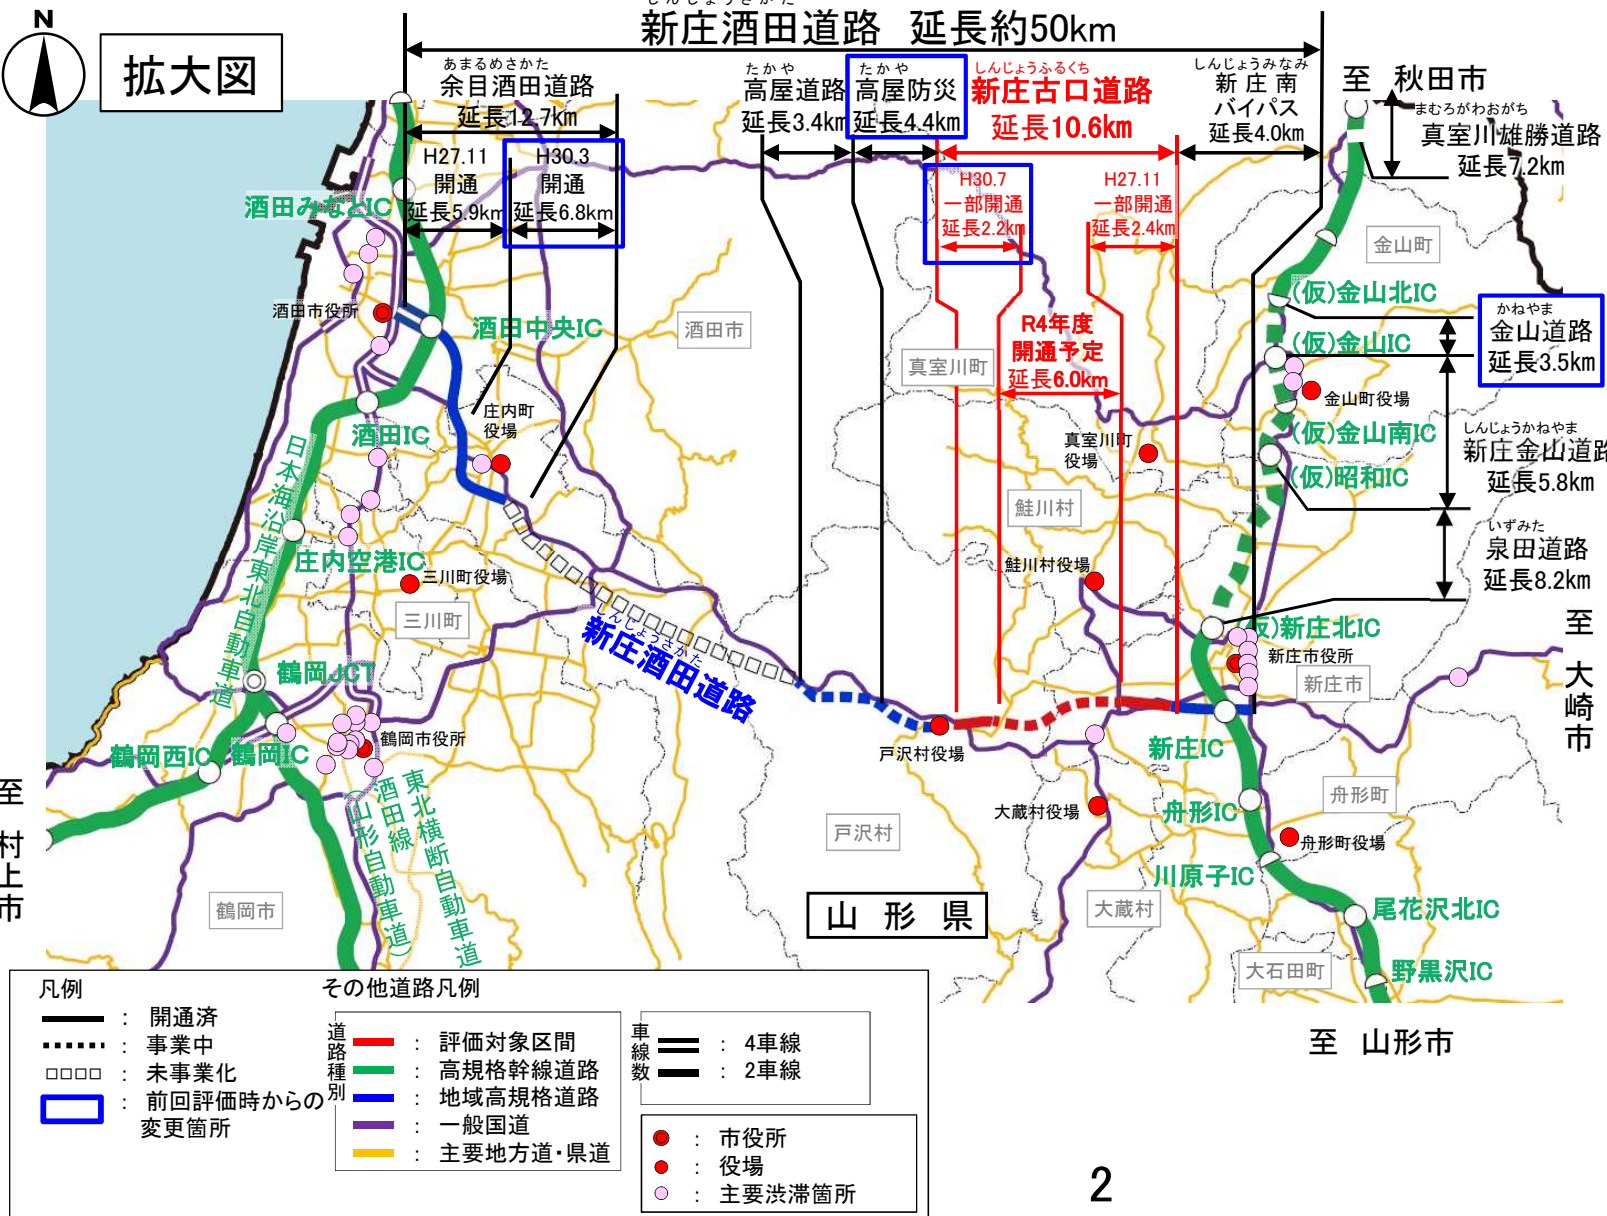 N
拡大図
しんじょうさかた
新庄酒田道路 延長約50km
あまるめさかた
余目酒田道路
延長12.7km
H27.11
開通
延長5.9km
H30.3
開通
延長6.8km
たかや
高屋道路
延長3.4km
たかや
高屋防災
延長4.4km
しんじょうふるくち
新庄古口道路
延長10.6km
H30.7
一部開通
延長2.2km
H27.11
一部開通
延長2.4km
R4年度
開通予定
延長6.0km
しんじょうみなみ
新庄南
バイパス
延長4.0km
至 秋田市
まむろがわおがち
真室川雄勝道路
延長7.2km
かねやま
金山道路
延長3.5km
しんじょうかねやま
新庄金山道路
延長5.8km
いずみた
泉田道路
延長8.2km
至 大崎市
至 村上市
至 山形市
酒田みなとIC
酒田市役所
酒田中央IC
酒田市
酒田IC
庄内町
役場
日本海沿岸東北自動車道
庄内空港IC
三川町役場
三川町
鶴岡JCT
鶴岡西IC
鶴岡IC
鶴岡市役所
鶴岡市
東北横断自動車道
酒田線
(山形自動車道)
しんじょうさかた
新庄酒田道路
真室川町
真室川町
役場
鮭川村
鮭川村役場
戸沢村役場
戸沢村
大蔵村役場
大蔵村
山形県
金山町
(仮)金山北IC
(仮)金山IC
金山町役場
(仮)金山南IC
(仮)昭和IC
(仮)新庄北IC
新庄市役所
新庄市
新庄IC
舟形町
舟形IC
舟形町役場
川原子IC
尾花沢北IC
大石田町
野黒沢IC
凡例
: 開通済
: 事業中
: 未事業化
: 前回評価時からの
変更箇所
その他道路凡例
道路種別
: 評価対象区間
: 高規格幹線道路
: 地域高規格道路
: 一般国道
: 主要地方道・県道
車線数
: 4車線
: 2車線
: 市役所
: 役場
: 主要渋滞箇所
2